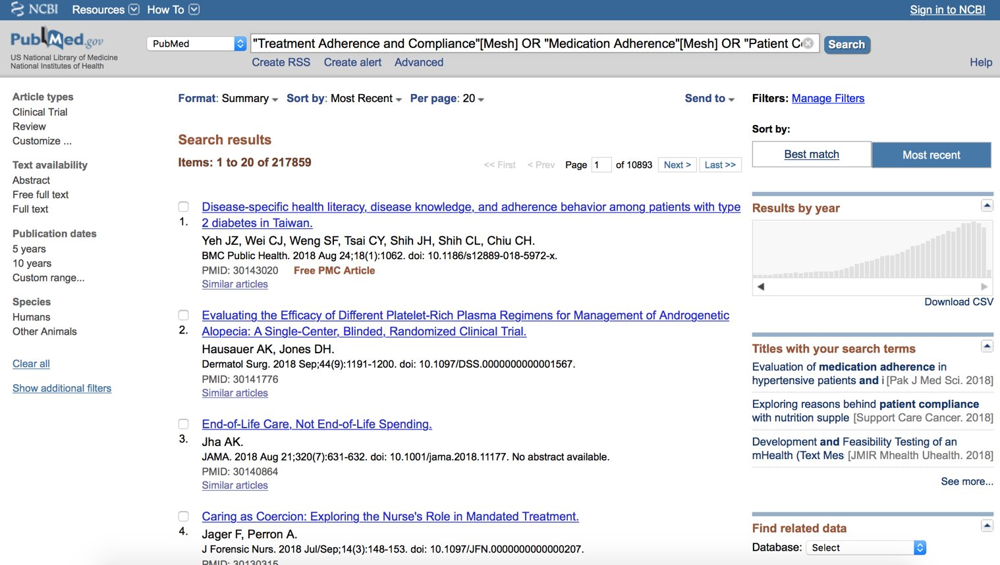 NCBI Resources How To Sign in to NCBI
PubMed.gov
US National Library of Medicine
National Institutes of Health
PubMed
"Treatment Adherence and Compliance"[Mesh] OR "Medication Adherence"[Mesh] OR "Patient C
Search
Create RSS Create alert Advanced
Help
Article types
Clinical Trial
Review
Customize ...
Text availability
Abstract
Free full text
Full text
Publication dates
5 years
10 years
Custom range...
Species
Humans
Other Animals
Clear all
Show additional filters
Format: Summary Sort by: Most Recent Per page: 20 Send to
Search results
Items: 1 to 20 of 217859
<< First < Prev Page 1 of 10893 Next > Last >>
1. Disease-specific health literacy, disease knowledge, and adherence behavior among patients with type
2 diabetes in Taiwan.
Yeh JZ, Wei CJ, Weng SF, Tsai CY, Shih JH, Shih CL, Chiu CH.
BMC Public Health. 2018 Aug 24;18(1):1062. doi: 10.1186/s12889-018-5972-x.
PMID: 30143020 Free PMC Article
Similar articles
2. Evaluating the Efficacy of Different Platelet-Rich Plasma Regimens for Management of Androgenetic
Alopecia: A Single-Center, Blinded, Randomized Clinical Trial.
Hausauer AK, Jones DH.
Dermatol Surg. 2018 Sep;44(9):1191-1200. doi: 10.1097/DSS.0000000000001567.
PMID: 30141776
Similar articles
3. End-of-Life Care, Not End-of-Life Spending.
Jha AK.
JAMA. 2018 Aug 21;320(7):631-632. doi: 10.1001/jama.2018.11177. No abstract available.
PMID: 30140864
Similar articles
4. Caring as Coercion: Exploring the Nurse's Role in Mandated Treatment.
Jager F, Perron A.
J Forensic Nurs. 2018 Jul/Sep;14(3):148-153. doi: 10.1097/JFN.0000000000000207.
PMID: 30130315
Filters: Manage Filters
Sort by:
Best match Most recent
Results by year
Download CSV
Titles with your search terms
Evaluation of medication adherence in
hypertensive patients and i [Pak J Med Sci. 2018]
Exploring reasons behind patient compliance
with nutrition supple [Support Care Cancer. 2018]
Development and Feasibility Testing of an
mHealth (Text Mes [JMIR Mhealth Uhealth. 2018]
See more...
Find related data
Database: Select